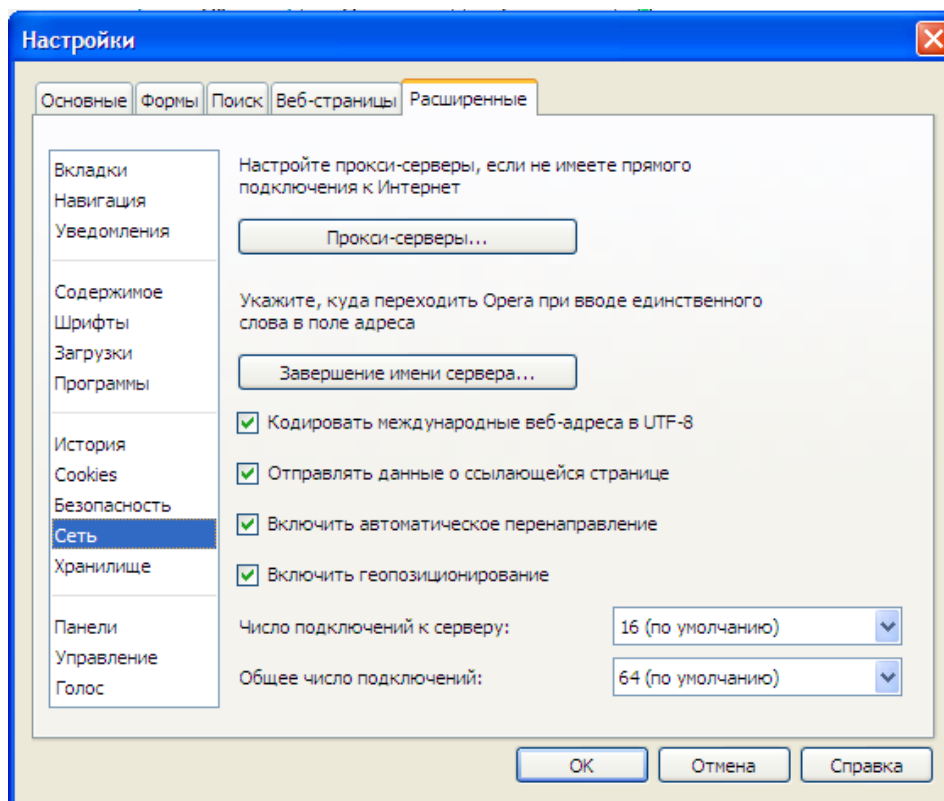 Настройки
Основные Формы Поиск Веб-страницы Расширенные
Вкладки
Навигация
Уведомления
Содержимое
Шрифты
Загрузки
Программы
История
Cookies
Безопасность
Сеть
Хранилище
Панели
Управление
Голос
Настройте прокси-серверы, если не имеете прямого
подключения к Интернет
Прокси-серверы...
Укажите, куда переходить Opera при вводе единственного
слова в поле адреса
Завершение имени сервера...
Кодировать международные веб-адреса в UTF-8
Отправлять данные о ссылающейся странице
Включить автоматическое перенаправление
Включить геопозиционирование
Число подключений к серверу: 16 (по умолчанию)
Общее число подключений: 64 (по умолчанию)
OK Отмена Справка